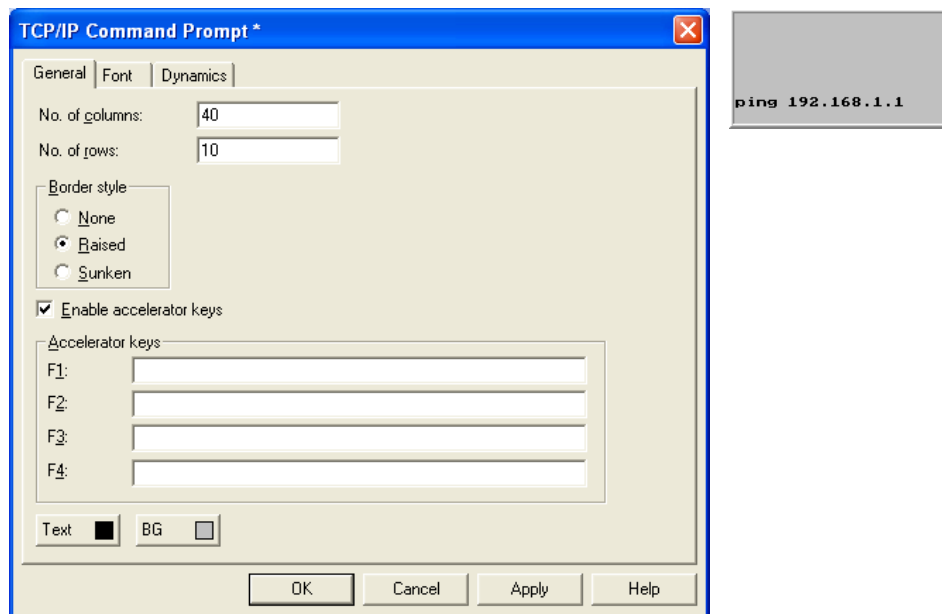 TCP/IP Command Prompt *
General Font Dynamics
No. of columns: 40
No. of rows: 10
Border style
None
Raised
Sunken
Enable accelerator keys
Accelerator keys
F1:
F2:
F3:
F4:
Text BG
OK Cancel Apply Help
ping 192.168.1.1